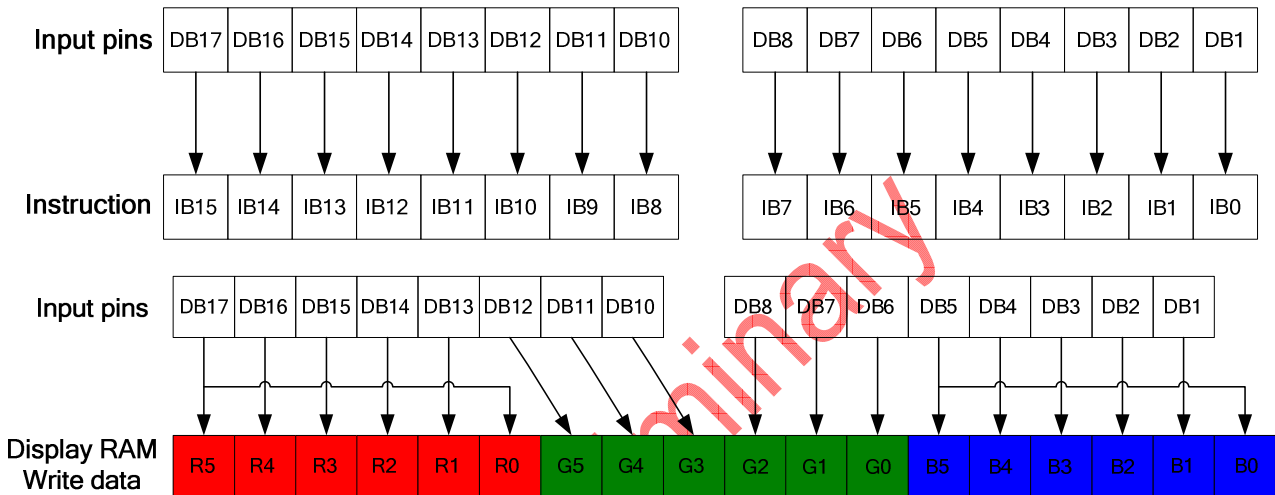 Input pins DB17 DB16 DB15 DB14 DB13 DB12 DB11 DB10 DB8 DB7 DB6 DB5 DB4 DB3 DB2 DB1
Instruction IB15 IB14 IB13 IB12 IB11 IB10 IB9 IB8 IB7 IB6 IB5 IB4 IB3 IB2 IB1 IB0
Input pins DB17 DB16 DB15 DB14 DB13 DB12 DB11 DB10 DB8 DB7 DB6 DB5 DB4 DB3 DB2 DB1
Display RAM
Write data R5 R4 R3 R2 R1 R0 G5 G4 G3 G2 G1 G0 B5 B4 B3 B2 B1 B0
minary